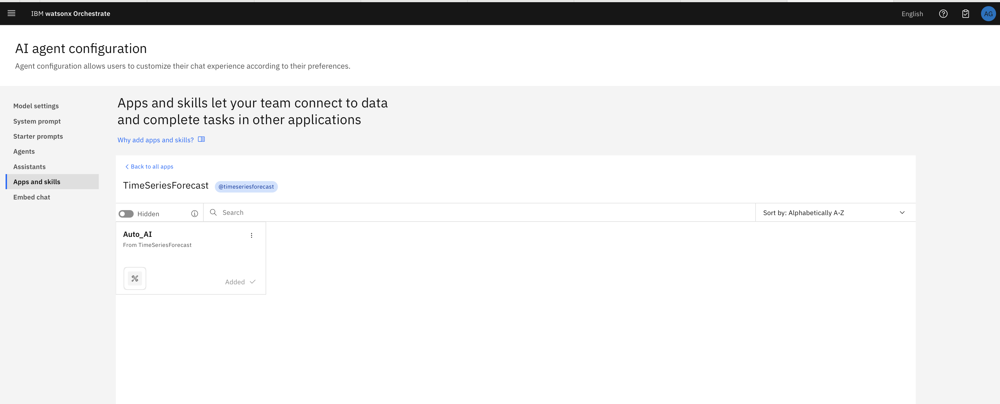 IBM watsonx Orchestrate
English
AG
AI agent configuration
Agent configuration allows users to customize their chat experience according to their preferences.
Model settings
System prompt
Starter prompts
Agents
Assistants
Apps and skills
Embed chat
Apps and skills let your team connect to data
and complete tasks in other applications
Why add apps and skills?
Back to all apps
TimeSeriesForecast @timeseriesforecast
Hidden
Search
Sort by: Alphabetically A-Z
Auto_AI
From TimeSeriesForecast
Added